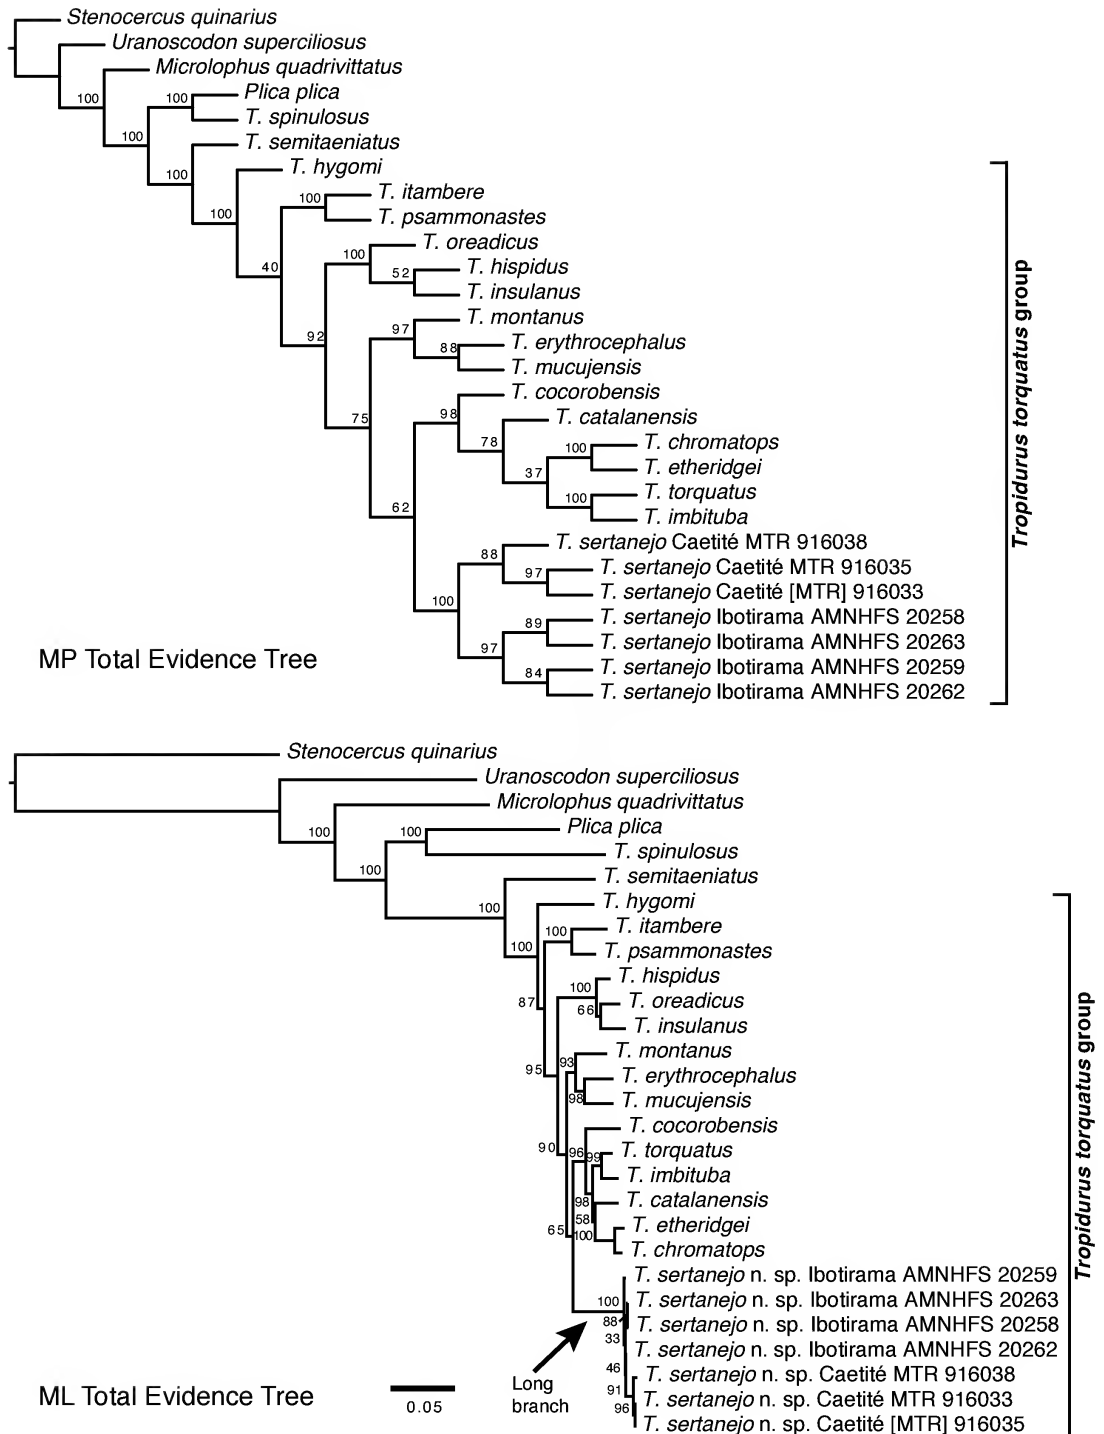 Stenocercus quinarius
Uranoscodon superciliosus
Microlophus quadrivittatus
100
100
Plica plica
100
T. spinulosus
T. semitaeniatus
100
T. hygomi
100
100
T. itambere
T. psammonastes
40
T. oreadicus
100
52
T. hispidus
T. insulanus
92
T. montanus
97
88
T. erythrocephalus
T. mucujensis
75
T. cocorobensis
98
T. catalanensis
78
100
T. chromatops
37
T. etheridgei
100
T. torquatus
62
T. imbituba
T. sertanejo Caetité MTR 916038
88
T. sertanejo Caetité MTR 916035
97
T. sertanejo Caetité [MTR] 916033
100
T. sertanejo Ibotirama AMNHFS 20258
89
T. sertanejo Ibotirama AMNHFS 20263
97
T. sertanejo Ibotirama AMNHFS 20259
84
T. sertanejo Ibotirama AMNHFS 20262
Tropidurus torquatus group
MP Total Evidence Tree
Stenocercus quinarius
Uranoscodon superciliosus
Microlophus quadrivittatus
100
100
Plica plica
T. spinulosus
100
T. semitaeniatus
100
T. hygomi
100
100
T. itambere
T. psammonastes
87
T. hispidus
100
T. oreadicus
66
T. insulanus
95
T. montanus
93
T. erythrocephalus
98
T. mucujensis
90
T. cocorobensis
96
99
T. torquatus
T. imbituba
98
T. catalanensis
58
T. etheridgei
65
100
T. chromatops
T. sertanejo n. sp. Ibotirama AMNHFS 20259
100
T. sertanejo n. sp. Ibotirama AMNHFS 20263
88
T. sertanejo n. sp. Ibotirama AMNHFS 20258
33
T. sertanejo n. sp. Ibotirama AMNHFS 20262
46
T. sertanejo n. sp. Caetité MTR 916038
91
T. sertanejo n. sp. Caetité MTR 916033
96
T. sertanejo n. sp. Caetité [MTR] 916035
Tropidurus torquatus group
Long
branch
ML Total Evidence Tree
0.05